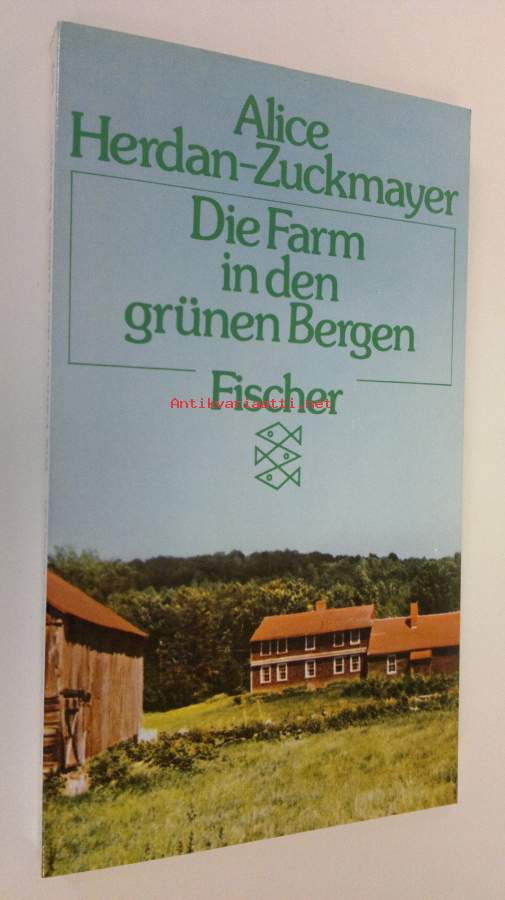 Alice
Herdan-Zuckmayer
Die Farm
in den
grünen Bergen
Fischer
Antikvariaatti.net